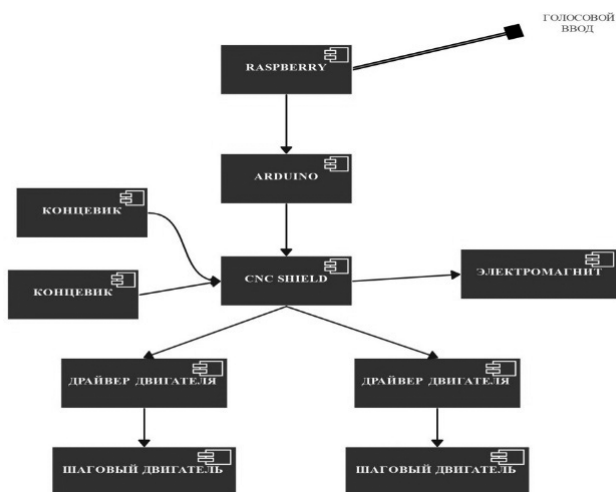 ГОЛОСОВОЙ
ВВОД
RASPBERRY
ARDUINO
КОНЦЕВИК
КОНЦЕВИК
CNC SHIELD
ЭЛЕКТРОМАГНИТ
ДРАЙВЕР ДВИГАТЕЛЯ
ДРАЙВЕР ДВИГАТЕЛЯ
ШАГОВЫЙ ДВИГАТЕЛЬ
ШАГОВЫЙ ДВИГАТЕЛЬ